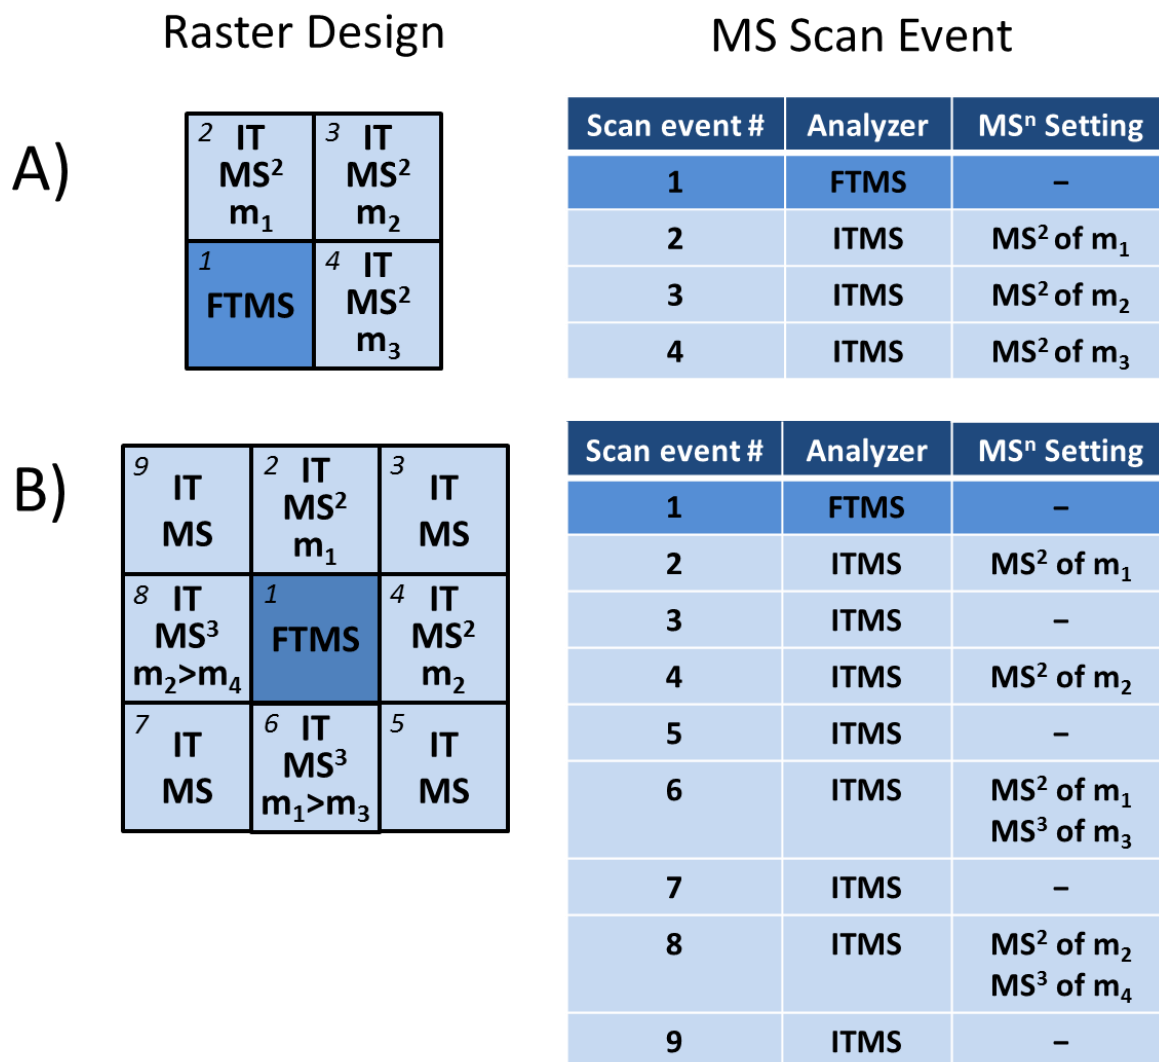 Raster Design
MS Scan Event
A)
2 IT 3 IT
MS² MS²
m₁ m₂
1 4 IT
FTMS MS²
m₃
Scan event # Analyzer MSⁿ Setting
1 FTMS –
2 ITMS MS² of m₁
3 ITMS MS² of m₂
4 ITMS MS² of m₃
B)
9 IT 2 IT 3 IT
MS MS² MS
m₁
8 IT 1 4 IT
MS³ FTMS MS²
m₂>m₄ m₂
7 IT 6 IT 5 IT
MS MS³ MS
m₁>m₃
Scan event # Analyzer MSⁿ Setting
1 FTMS –
2 ITMS MS² of m₁
3 ITMS –
4 ITMS MS² of m₂
5 ITMS –
6 ITMS MS² of m₁
MS³ of m₃
7 ITMS –
8 ITMS MS² of m₂
MS³ of m₄
9 ITMS –